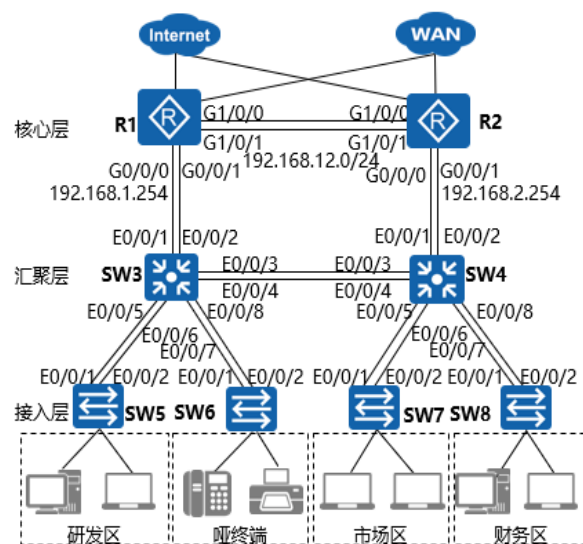 Internet WAN
核心层 R1 G1/0/0 G1/0/0 R2
G1/0/1 G1/0/1
192.168.12.0/24
G0/0/0 G0/0/1 G0/0/0 G0/0/1
192.168.1.254 192.168.2.254
E0/0/1 E0/0/2 E0/0/1 E0/0/2
汇聚层 SW3 E0/0/3 E0/0/3 SW4
E0/0/4 E0/0/4
E0/0/5 E0/0/8 E0/0/5 E0/0/8
E0/0/6 E0/0/6
E0/0/7 E0/0/7
E0/0/1 E0/0/2 E0/0/1 E0/0/2 E0/0/1 E0/0/2 E0/0/1 E0/0/2
接入层 SW5 SW6 SW7 SW8
研发区 哑终端 市场区 财务区